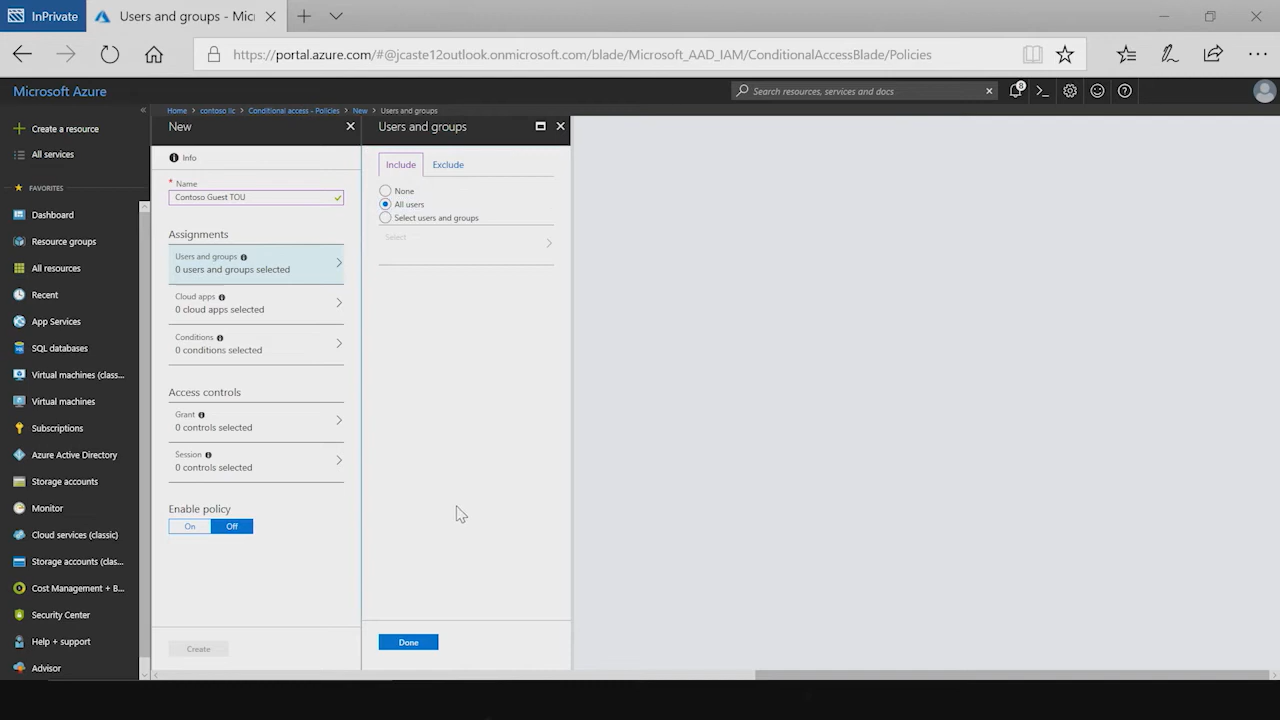 InPrivate
Users and groups - Mic
https://portal.azure.com/#@jcaste12outlook.onmicrosoft.com/blade/Microsoft_AAD_IAM/ConditionalAccessBlade/Policies
Microsoft Azure
Search resources, services and docs
Home > contoso llc > Conditional access - Policies > New > Users and groups
Create a resource
All services
FAVORITES
Dashboard
Resource groups
All resources
Recent
App Services
SQL databases
Virtual machines (class...
Virtual machines
Subscriptions
Azure Active Directory
Storage accounts
Monitor
Cloud services (classic)
Storage accounts (clas...
Cost Management + B...
Security Center
Help + support
Advisor
New
Info
* Name
Contoso Guest TOU
Assignments
Users and groups
0 users and groups selected
Cloud apps
0 cloud apps selected
Conditions
0 conditions selected
Access controls
Grant
0 controls selected
Session
0 controls selected
Enable policy
On Off
Create
Users and groups
Include Exclude
None
All users
Select users and groups
Select
Done